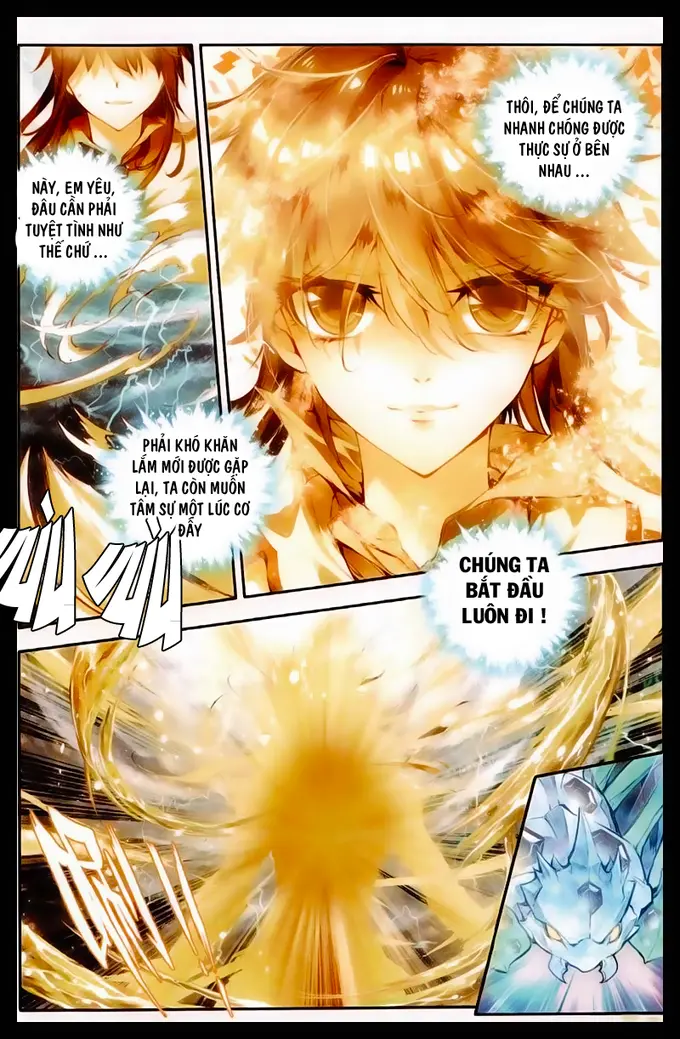 NÀY, EM YÊU,
ĐÂU CẦN PHẢI
TUYỆT TÌNH NHƯ
THẾ CHỨ ...
THÔI, ĐỂ CHÚNG TA
NHANH CHÓNG ĐƯỢC
THỰC SỰ Ở BÊN
NHAU ...
PHẢI KHÓ KHĂN
LẮM MỚI ĐƯỢC GẶP
LẠI, TA CÒN MUỐN
TÂM SỰ MỘT LÚC CƠ
ĐẤY
CHÚNG TA
BẮT ĐẦU
LUÔN ĐI !